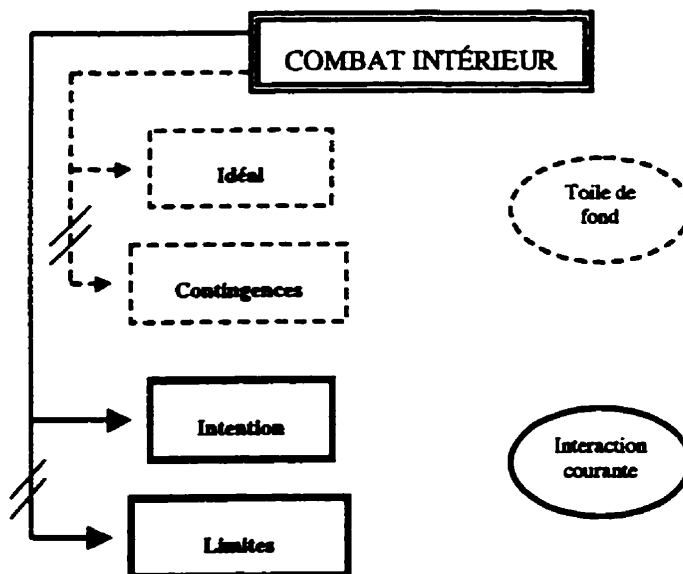 COMBAT INTÉRIEUR
Idéal
Toile de
fond
Contingences
Intention
Interaction
courante
Limites